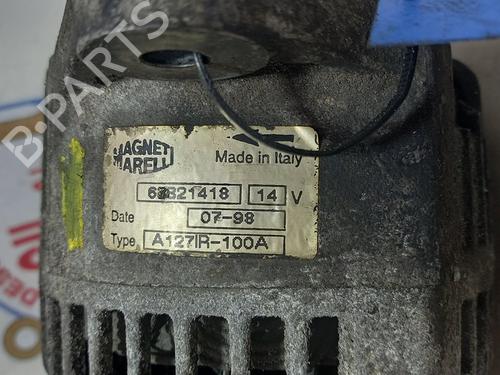 B-PARTS
MAGNETI
MARELLI
Made in Italy
63321418 14 V
Date 07-98
Type A127IR-100A